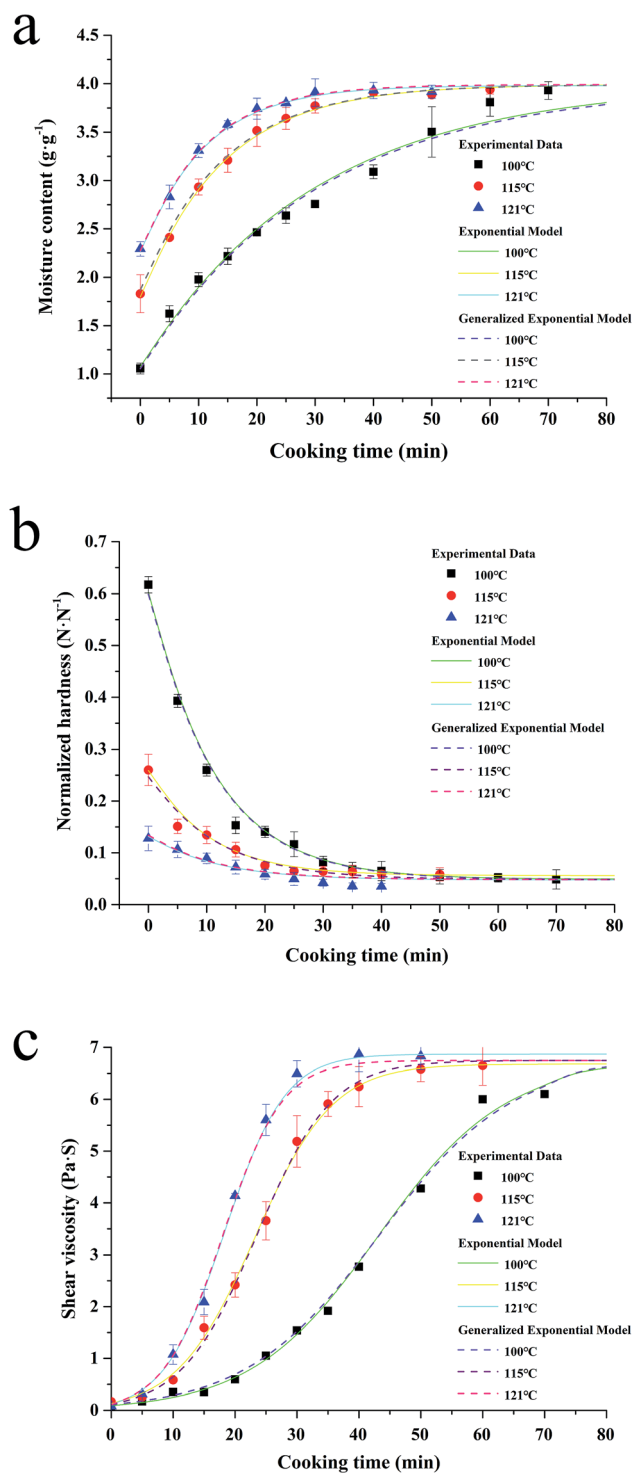 a
Moisture content (g·g⁻¹)
4.5
4.0
3.5
3.0
2.5
2.0
1.5
1.0
Experimental Data
100°C
115°C
121°C
Exponential Model
100°C
115°C
121°C
Generalized Exponential Model
100°C
115°C
121°C
0 10 20 30 40 50 60 70 80
Cooking time (min)
b
Normalized hardness (N·N⁻¹)
0.7
0.6
0.5
0.4
0.3
0.2
0.1
0.0
Experimental Data
100°C
115°C
121°C
Exponential Model
100°C
115°C
121°C
Generalized Exponential Model
100°C
115°C
121°C
0 10 20 30 40 50 60 70 80
Cooking time (min)
c
Shear viscosity (Pa·S)
7
6
5
4
3
2
1
0
Experimental Data
100°C
115°C
121°C
Exponential Model
100°C
115°C
121°C
Generalized Exponential Model
100°C
115°C
121°C
0 10 20 30 40 50 60 70 80
Cooking time (min)